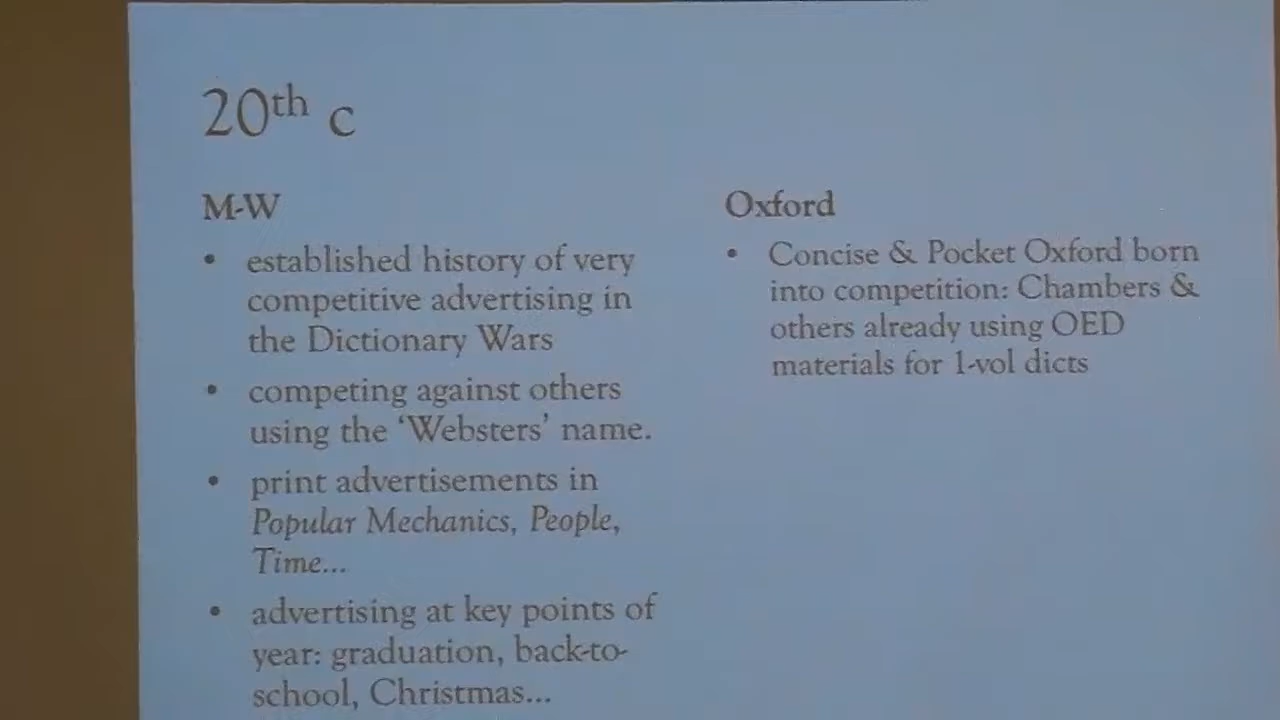 20th c
M-W
• established history of very
competitive advertising in
the Dictionary Wars
• competing against others
using the ‘Websters’ name.
• print advertisements in
Popular Mechanics, People,
Time...
• advertising at key points of
year: graduation, back-to-
school, Christmas...
Oxford
• Concise & Pocket Oxford born
into competition: Chambers &
others already using OED
materials for 1-vol dicts